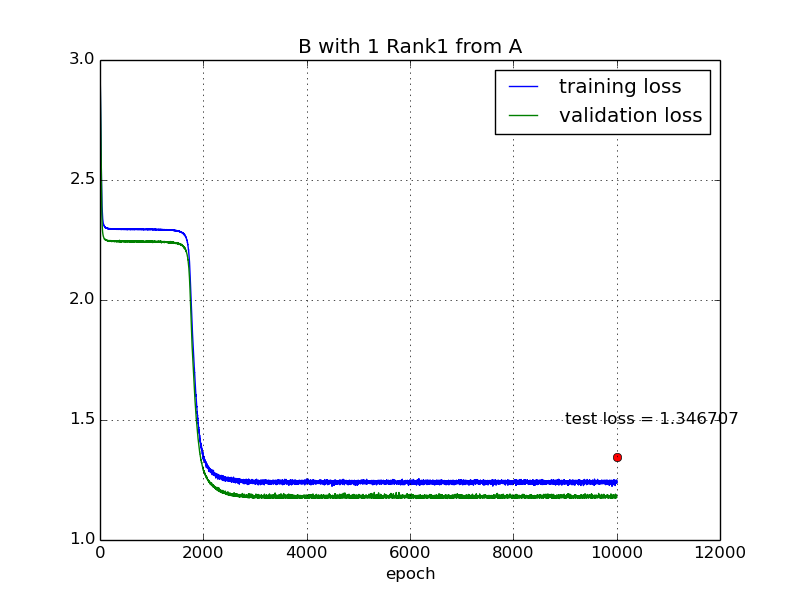 B with 1 Rank1 from A
3.0
2.5
2.0
1.5
1.0
training loss
validation loss
test loss = 1.346707
0
2000
4000
6000
8000
10000
12000
epoch